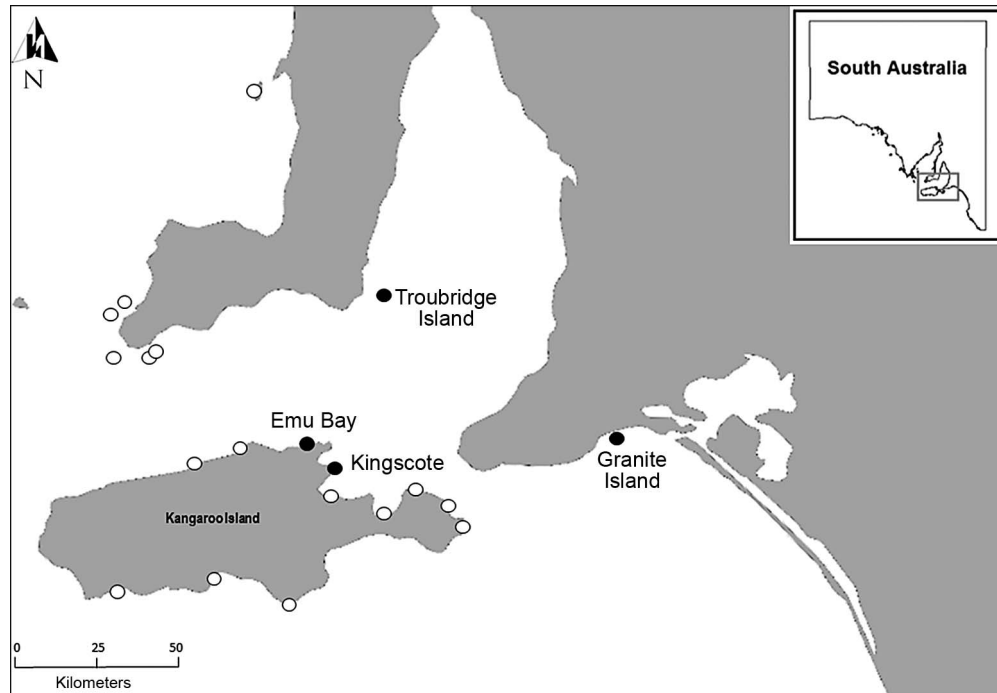 N
South Australia
Troubridge
Island
Emu Bay
Kingscote
Granite
Island
KangarooIsland
0 25 50
Kilometers